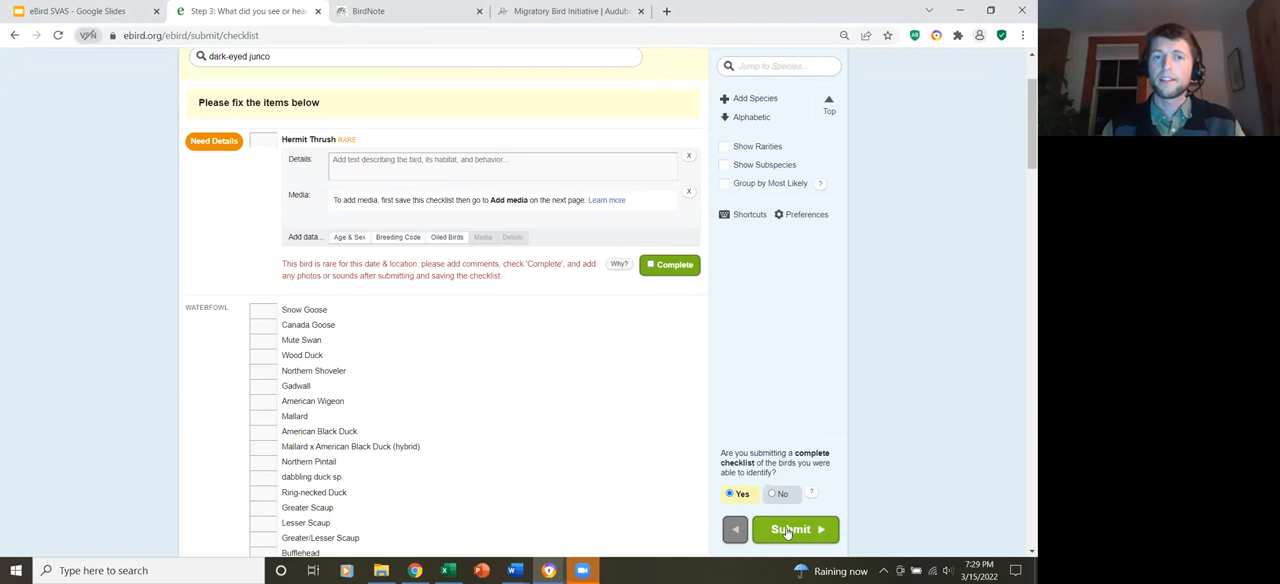 eBird SVAS - Google Slides
Step 3: What did you see or hea
BirdNote
Migratory Bird Initiative | Audub
ebird.org/ebird/submit/checklist
dark-eyed junco
Jump to Species...
Please fix the items below
Add Species
Alphabetic
Top
Need Details
Hermit Thrush RARE
Details:
Add text describing the bird, its habitat, and behavior...
X
Show Rarities
Show Subspecies
Group by Most Likely ?
Media:
To add media, first save this checklist then go to Add media on the next page. Learn more
X
Shortcuts
Preferences
Add data...
Age & Sex
Breeding Code
Oiled Birds
Media
Details
This bird is rare for this date & location: please add comments, check 'Complete', and add
any photos or sounds after submitting and saving the checklist.
Why?
Complete
WATERFOWL
Snow Goose
Canada Goose
Mute Swan
Wood Duck
Northern Shoveler
Gadwall
American Wigeon
Mallard
American Black Duck
Mallard x American Black Duck (hybrid)
Northern Pintail
dabbling duck sp.
Ring-necked Duck
Greater Scaup
Lesser Scaup
Greater/Lesser Scaup
Bufflehead
Are you submitting a complete
checklist of the birds you were
able to identify?
Yes
No
?
Submit
Type here to search
Raining now
7:29 PM
3/15/2022